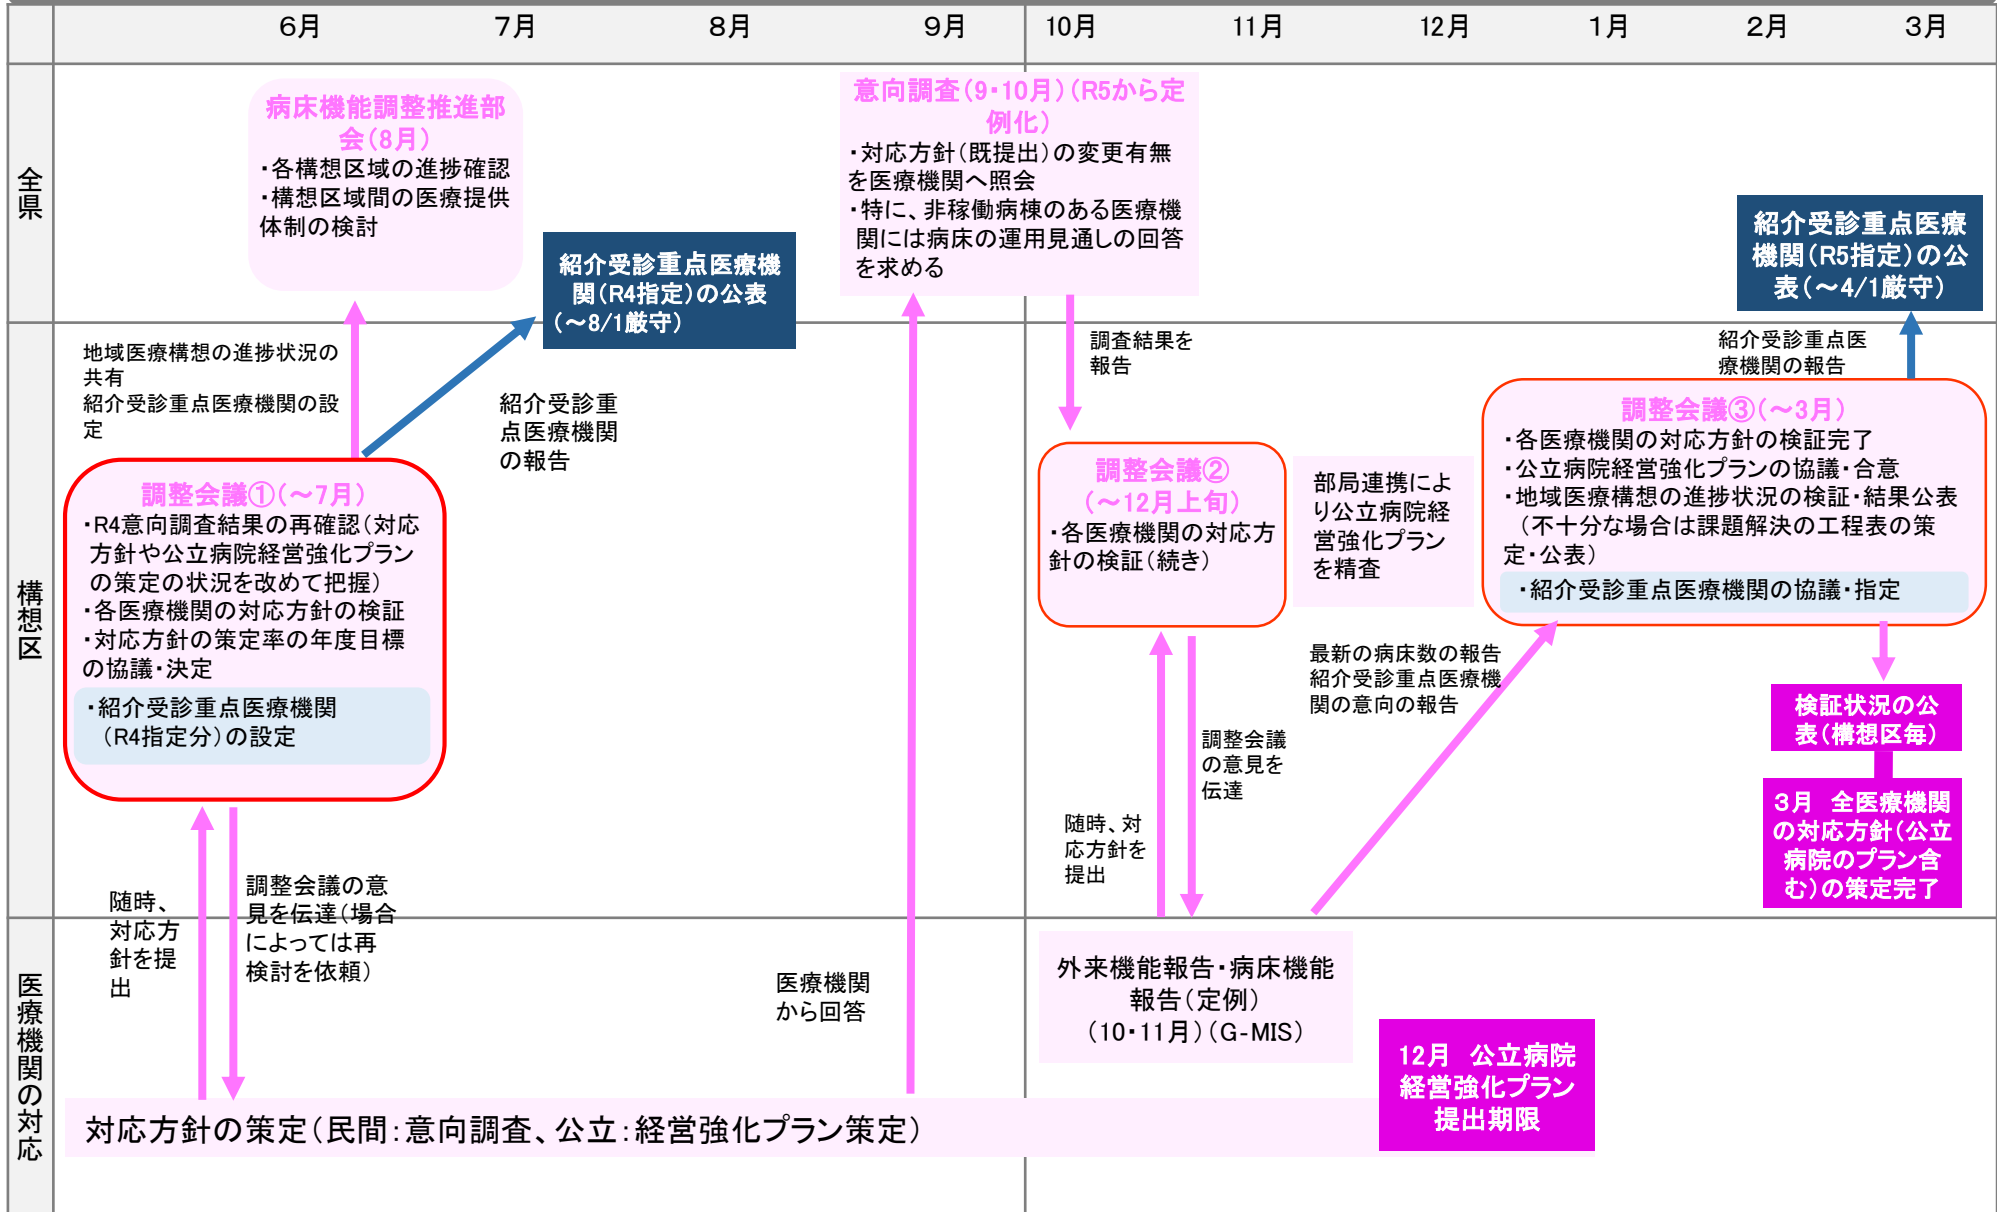 6月
7月
8月
9月
10月
11月
12月
1月
2月
3月
全県
病床機能調整推進部
会(8月)
・各構想区域の進捗確認
・構想区域間の医療提供
体制の検討
意向調査(9・10月)(R5から定
例化)
・対応方針(既提出)の変更有無
を医療機関へ照会
・特に、非稼働病棟のある医療機
関には病床の運用見通しの回答
を求める
紹介受診重点医療機
関(R4指定)の公表
(～8/1厳守)
紹介受診重点医療
機関(R5指定)の公
表(～4/1厳守)
構想区
地域医療構想の進捗状況の
共有
紹介受診重点医療機関の設
定
紹介受診重
点医療機関
の報告
調査結果を
報告
紹介受診重点医
療機関の報告
調整会議①(～7月)
・R4意向調査結果の再確認(対応
方針や公立病院経営強化プラン
の策定の状況を改めて把握)
・各医療機関の対応方針の検証
・対応方針の策定率の年度目標
の協議・決定
・紹介受診重点医療機関
(R4指定分)の設定
調整会議②
(～12月上旬)
・各医療機関の対応方
針の検証(続き)
部局連携によ
り公立病院経
営強化プラン
を精査
調整会議③(～3月)
・各医療機関の対応方針の検証完了
・公立病院経営強化プランの協議・合意
・地域医療構想の進捗状況の検証・結果公表
(不十分な場合は課題解決の工程表の策
定・公表)
・紹介受診重点医療機関の協議・指定
最新の病床数の報告
紹介受診重点医療機
関の意向の報告
検証状況の公
表(構想区毎)
3月　全医療機関
の対応方針(公立
病院のプラン含
む)の策定完了
調整会議
の意見を
伝達
随時、対
応方針を
提出
随時、
対応方
針を提
出
調整会議の意
見を伝達(場合
によっては再
検討を依頼)
医療機関の対応
医療機関
から回答
外来機能報告・病床機能
報告(定例)
(10・11月)(G-MIS)
12月　公立病院
経営強化プラン
提出期限
対応方針の策定(民間:意向調査、公立:経営強化プラン策定)